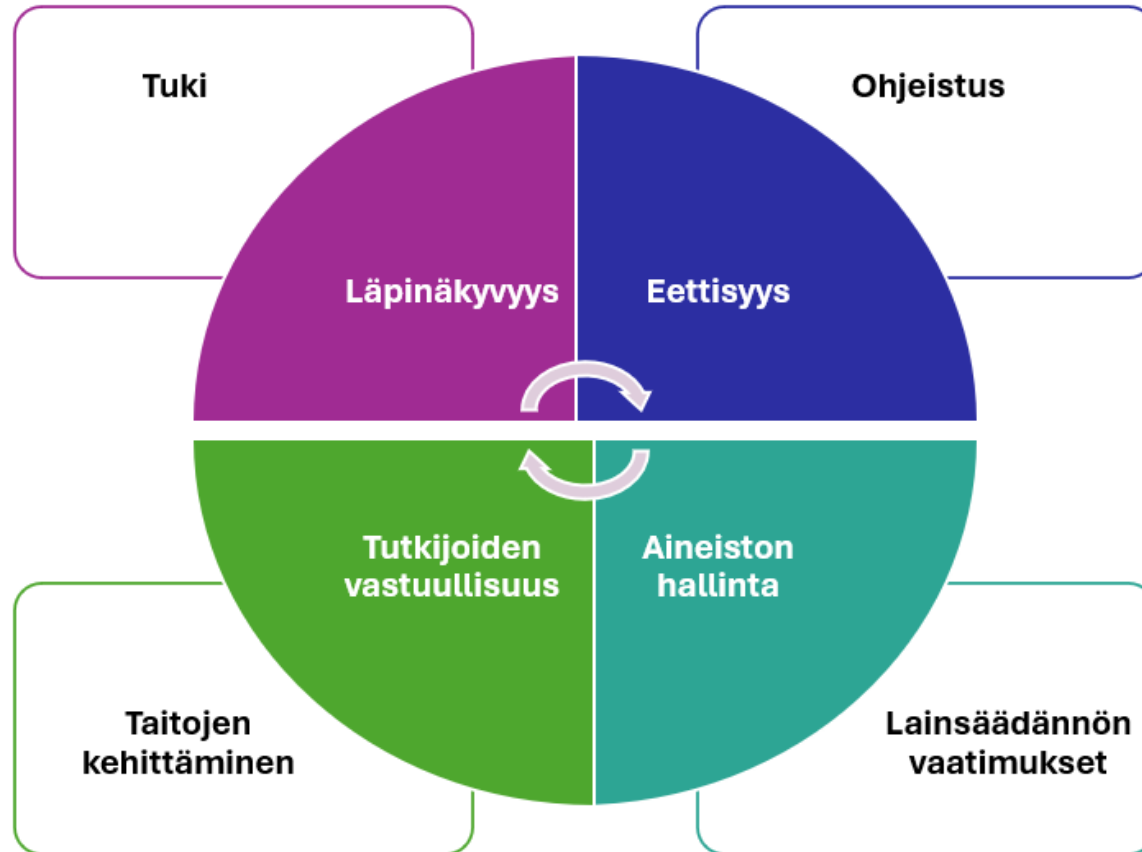 Tuki
Ohjeistus
Läpinäkyvyys
Eettisyys
Tutkijoiden
vastuullisuus
Aineiston
hallinta
Taitojen
kehittäminen
Lainsäädännön
vaatimukset